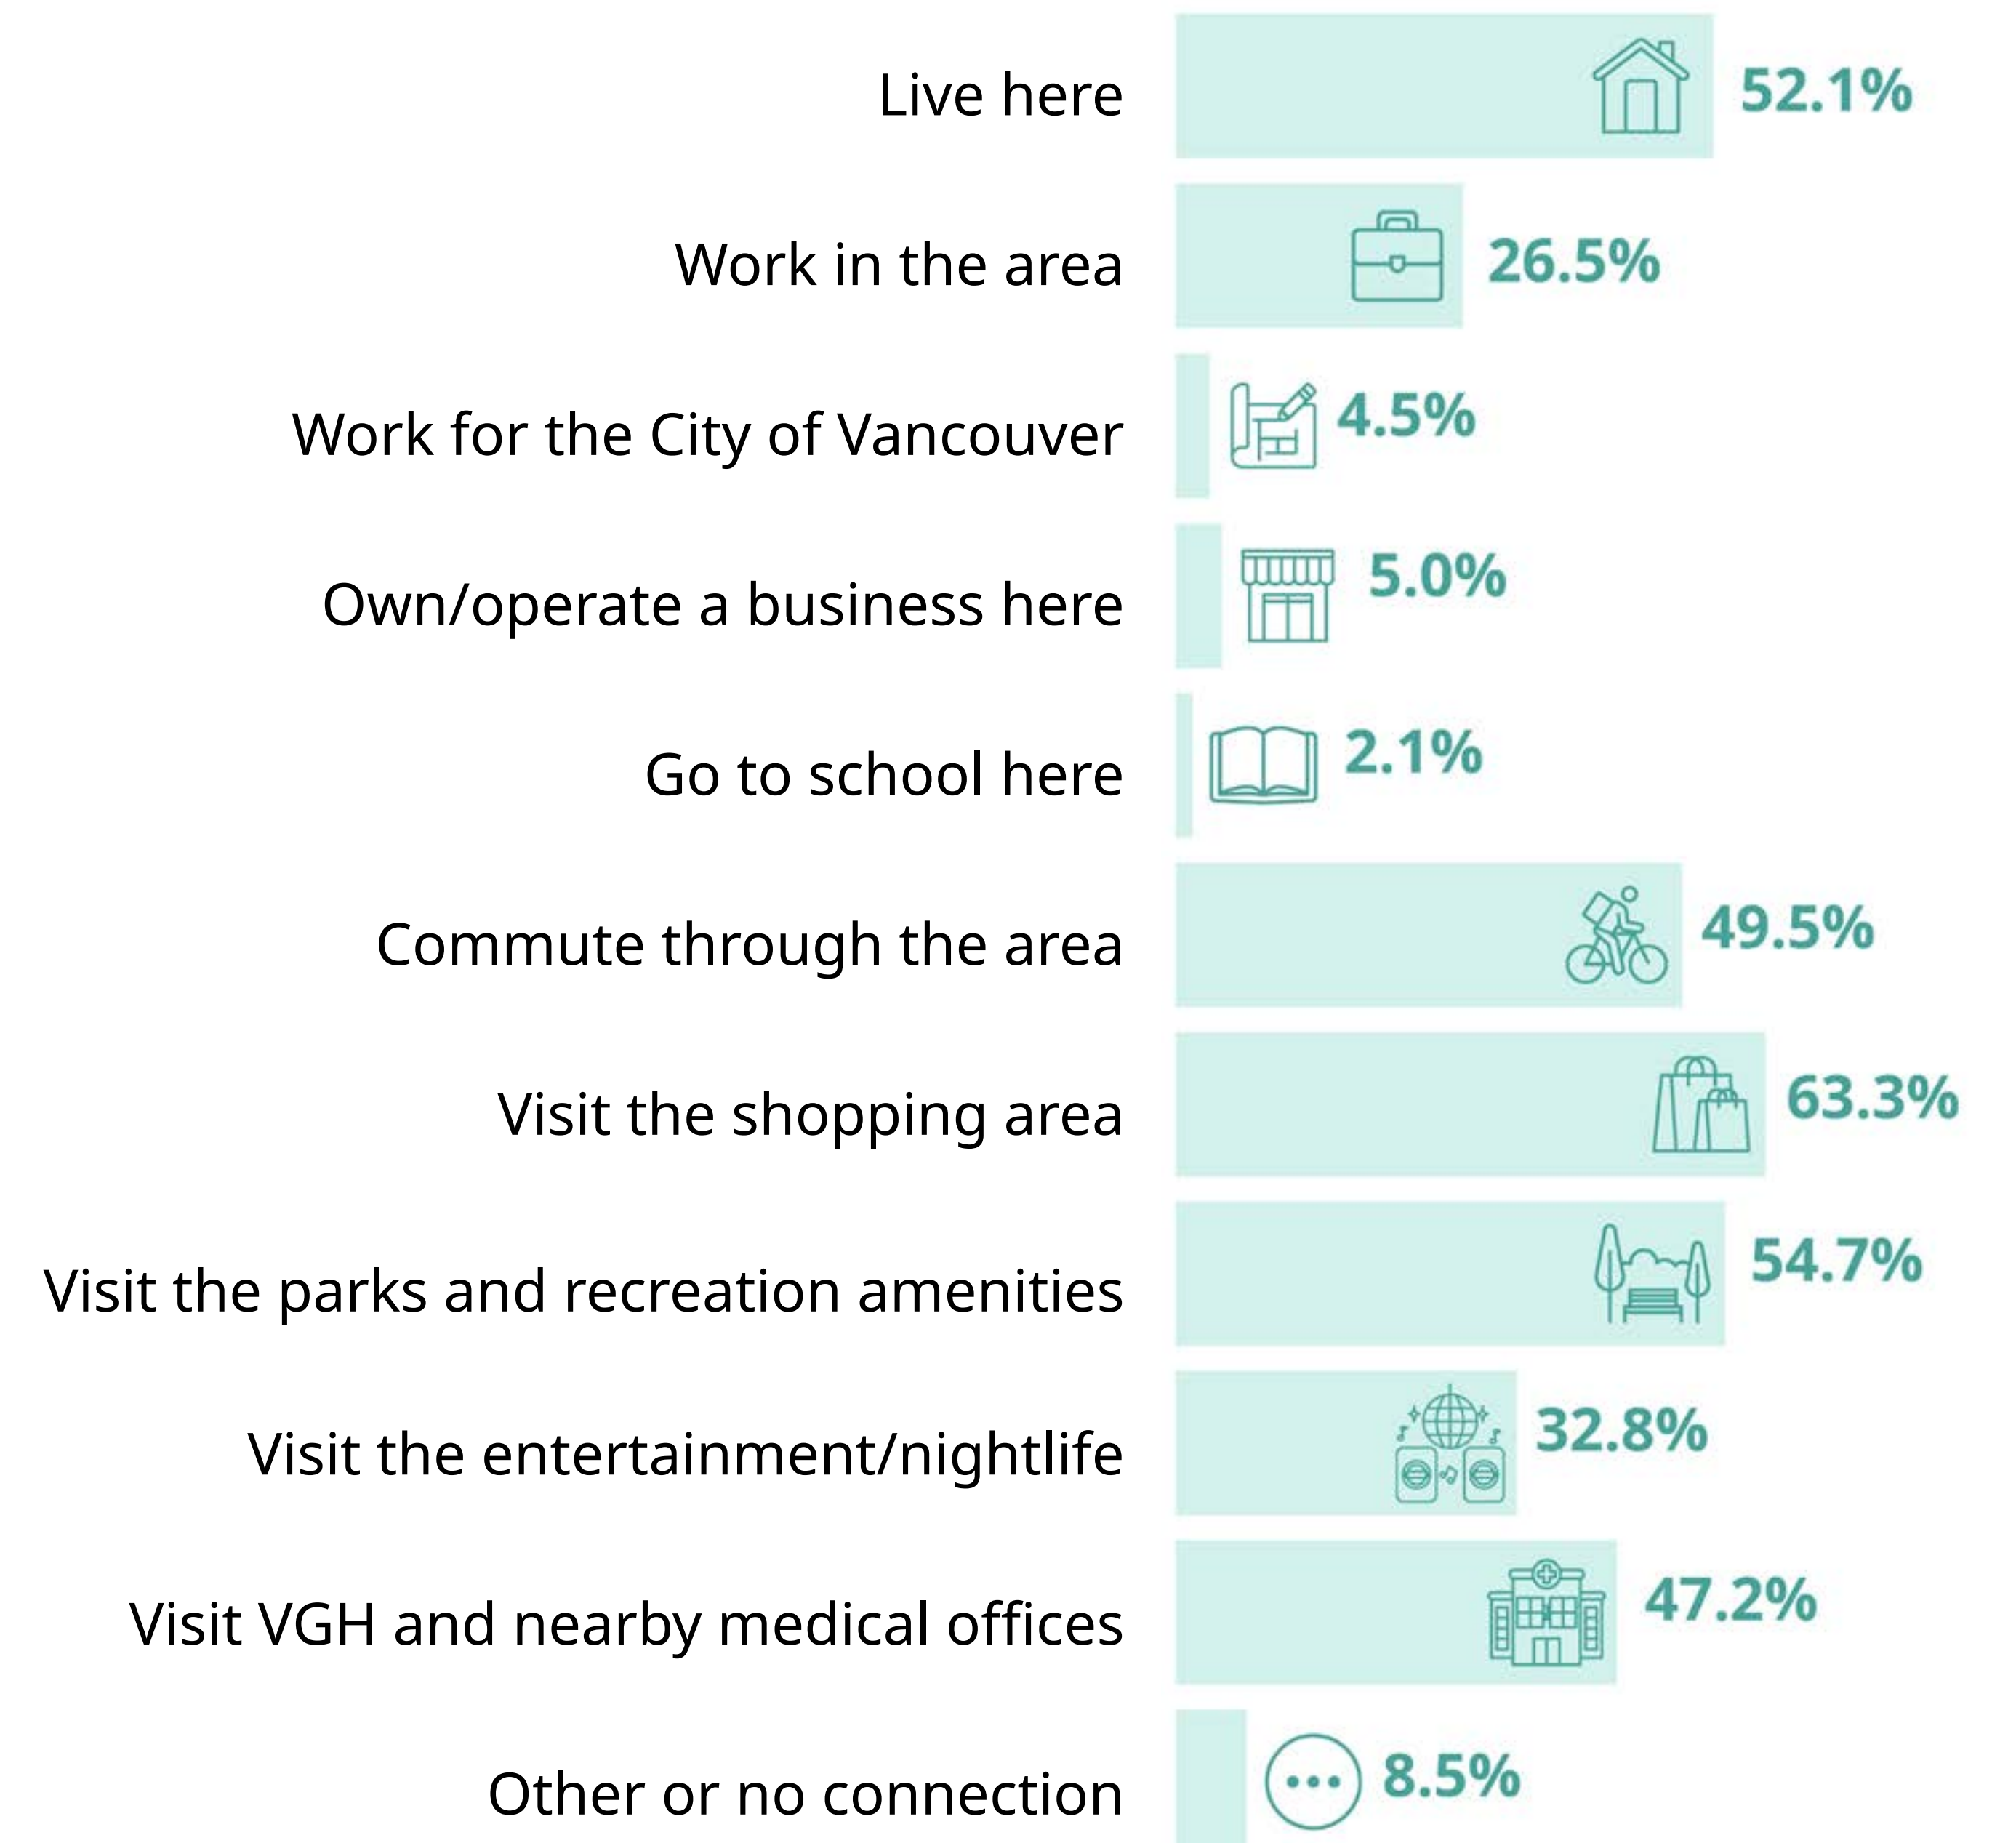 Live here 52.1%
Work in the area 26.5%
Work for the City of Vancouver 4.5%
Own/operate a business here 5.0%
Go to school here 2.1%
Commute through the area 49.5%
Visit the shopping area 63.3%
Visit the parks and recreation amenities 54.7%
Visit the entertainment/nightlife 32.8%
Visit VGH and nearby medical offices 47.2%
Other or no connection 8.5%